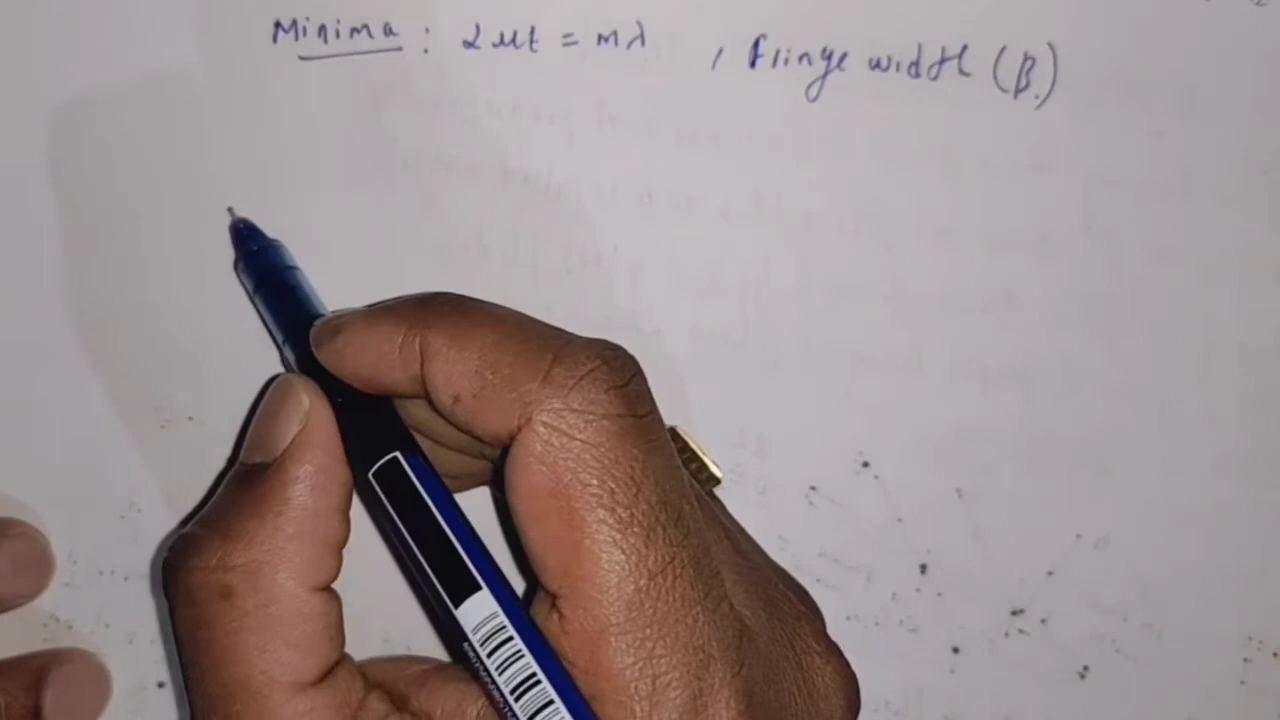 Minima : 2μt = mλ , Fringe width (β.)